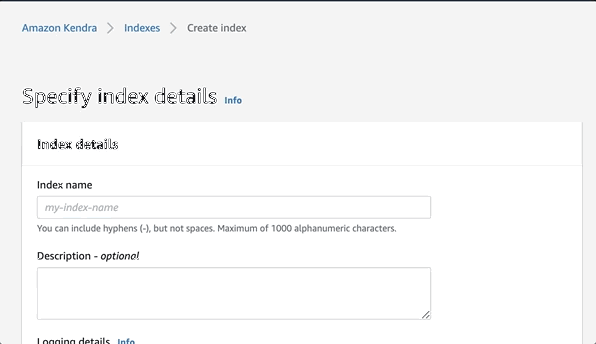 Amazon Kendra > Indexes > Create index
Specify index details Info
Index details
Index name
my-index-name
You can include hyphens (-), but not spaces. Maximum of 1000 alphanumeric characters.
Description - optional
Logging details Info